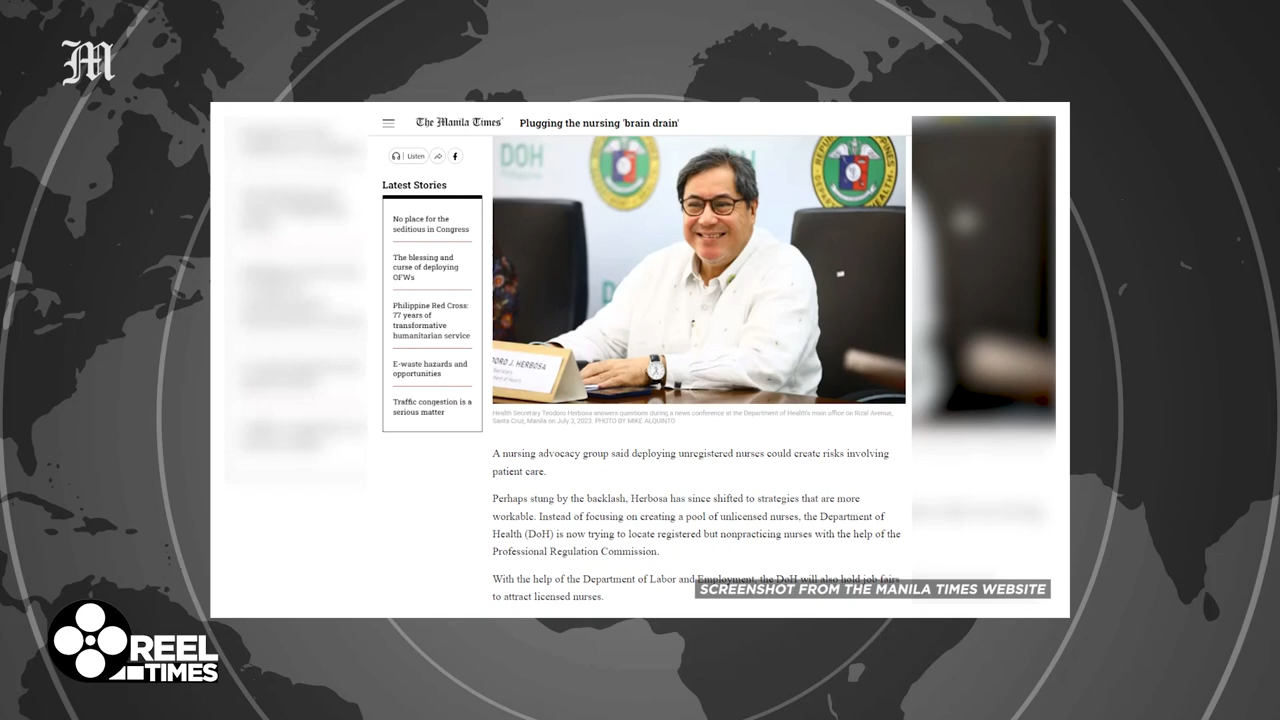 M
The Manila Times
Plugging the nursing 'brain drain'
Listen
Latest Stories
No place for the
seditious in Congress
The blessing and
curse of deploying
OFWs
Philippine Red Cross:
77 years of
transformative
humanitarian service
E-waste hazards and
opportunities
Traffic congestion is a
serious matter
DOH
DORO J. HERBOSA
Health Secretary Teodoro Herbosa answers questions during a news conference at the Department of Health's main office on Rizal Avenue,
Santa Cruz, Manila on July 3, 2023. PHOTO BY MIKE ALQUINTO
A nursing advocacy group said deploying unregistered nurses could create risks involving
patient care.
Perhaps stung by the backlash, Herbosa has since shifted to strategies that are more
workable. Instead of focusing on creating a pool of unlicensed nurses, the Department of
Health (DoH) is now trying to locate registered but nonpracticing nurses with the help of the
Professional Regulation Commission.
With the help of the Department of Labor and Employment, the DoH will also hold job fairs
to attract licensed nurses.
SCREENSHOT FROM THE MANILA TIMES WEBSITE
REEL
TIMES